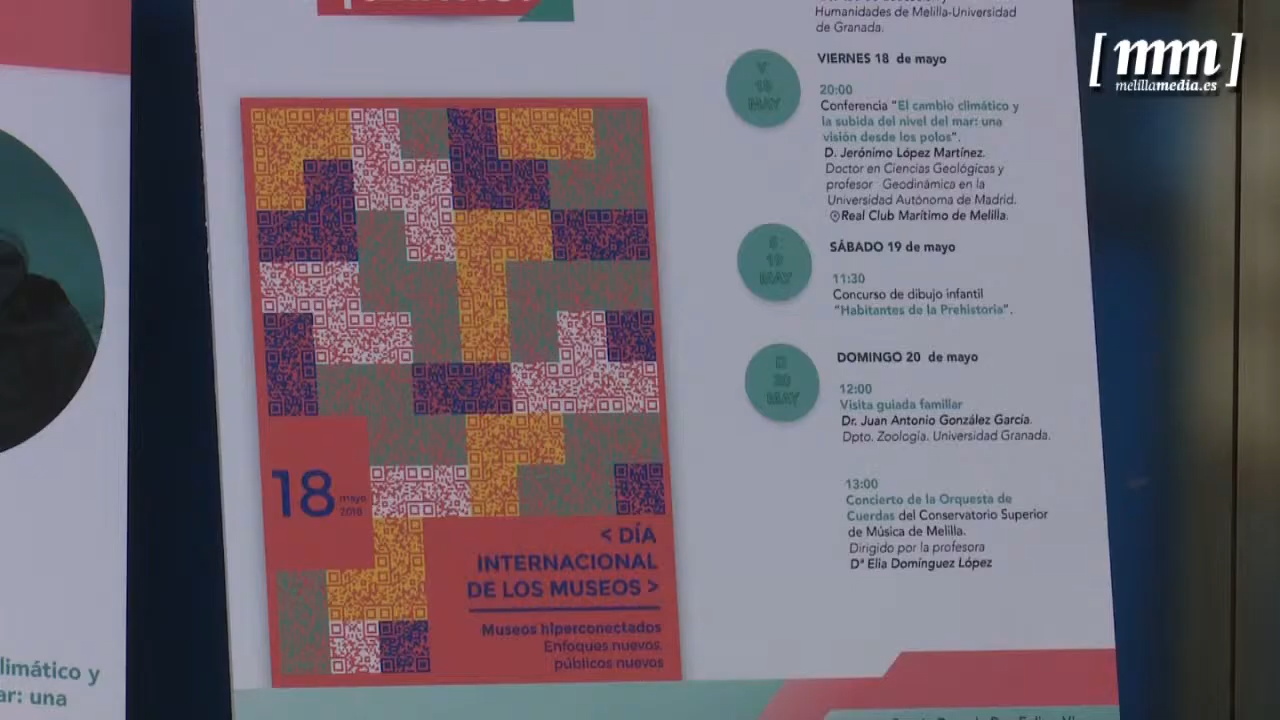 Humanidades de Melilla-Universidad
de Granada.
VIERNES 18 de mayo
V
18
MAY
20:00
Conferencia "El cambio climático y
la subida del nivel del mar: una
visión desde los polos".
D. Jerónimo López Martínez.
Doctor en Ciencias Geológicas y
profesor Geodinámica en la
Universidad Autónoma de Madrid.
Real Club Marítimo de Melilla.
SÁBADO 19 de mayo
S
19
MAY
11:30
Concurso de dibujo infantil
"Habitantes de la Prehistoria".
DOMINGO 20 de mayo
D
20
MAY
12:00
Visita guiada familiar
Dr. Juan Antonio González García.
Dpto. Zoología. Universidad Granada.
13:00
Concierto de la Orquesta de
Cuerdas del Conservatorio Superior
de Música de Melilla.
Dirigido por la profesora
Dª Elia Domínguez López
18 mayo
2018
< DÍA
INTERNACIONAL
DE LOS MUSEOS >
Museos hiperconectados
Enfoques nuevos,
públicos nuevos
limático y
ar: una
[mm]
melillamedia.es